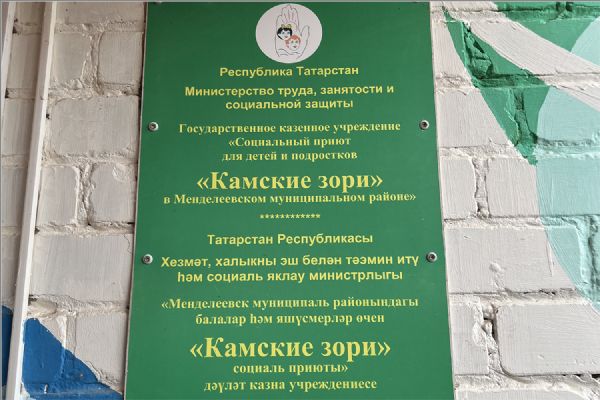 Республика Татарстан
Министерство труда, занятости и
социальной защиты
Государственное казенное учреждение
«Социальный приют
для детей и подростков
«Камские зори»
в Менделеевском муниципальном районе»
************
Татарстан Республикасы
Хезмәт, халыкны эш белән тәэмин итү
һәм социаль яклау министрлыгы
«Менделеевск муниципаль районындагы
балалар һәм яшүсмерләр өчен
«Камские зори»
социаль приюты»
дәүләт казна учреждениесе